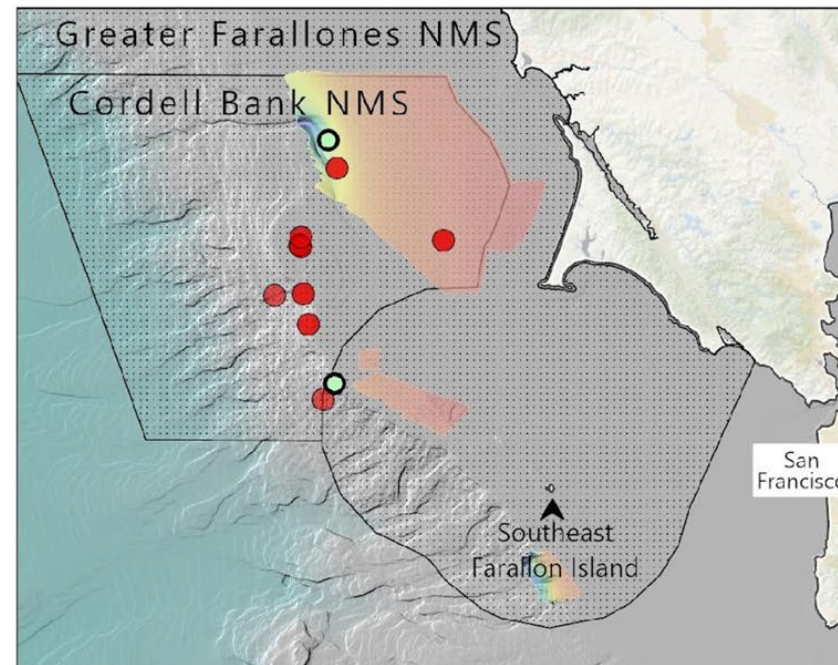 Greater Farallones NMS
Cordell Bank NMS
San
Francisco
Southeast
Farallon Island